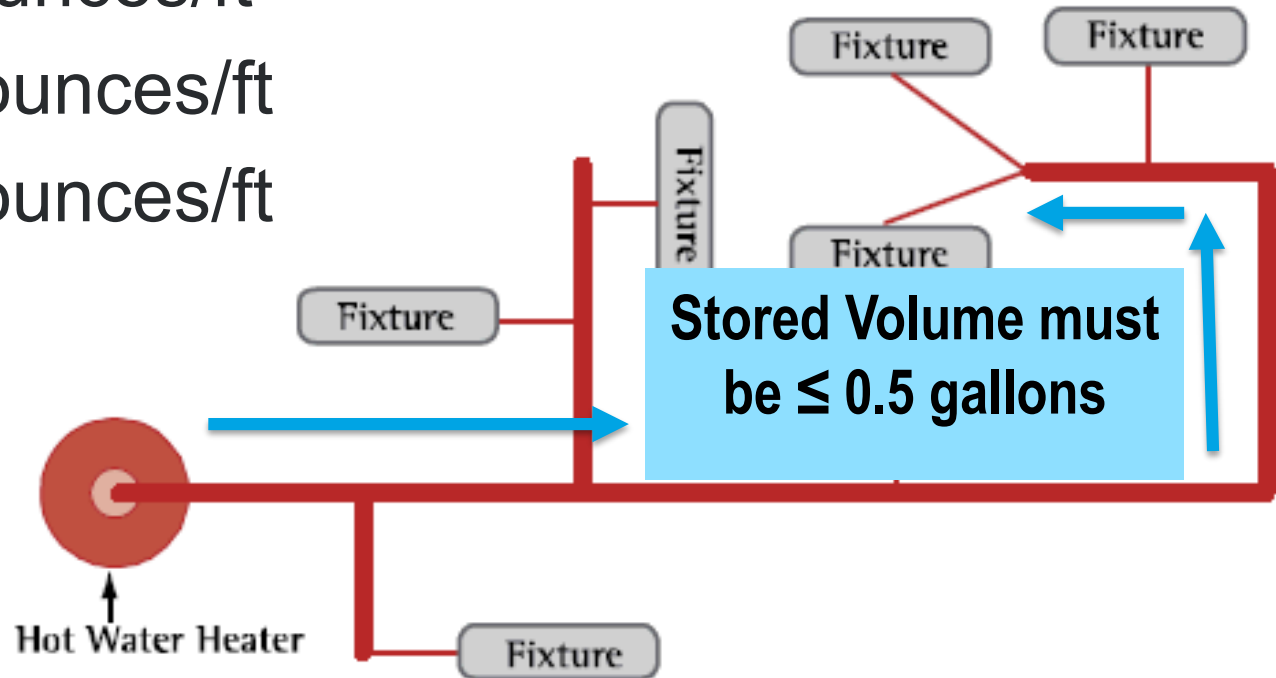 ounces/ft
ounces/ft
Fixture
Fixture
Fixture
Fixture
Fixture
Stored Volume must
be ≤ 0.5 gallons
Hot Water Heater
Fixture